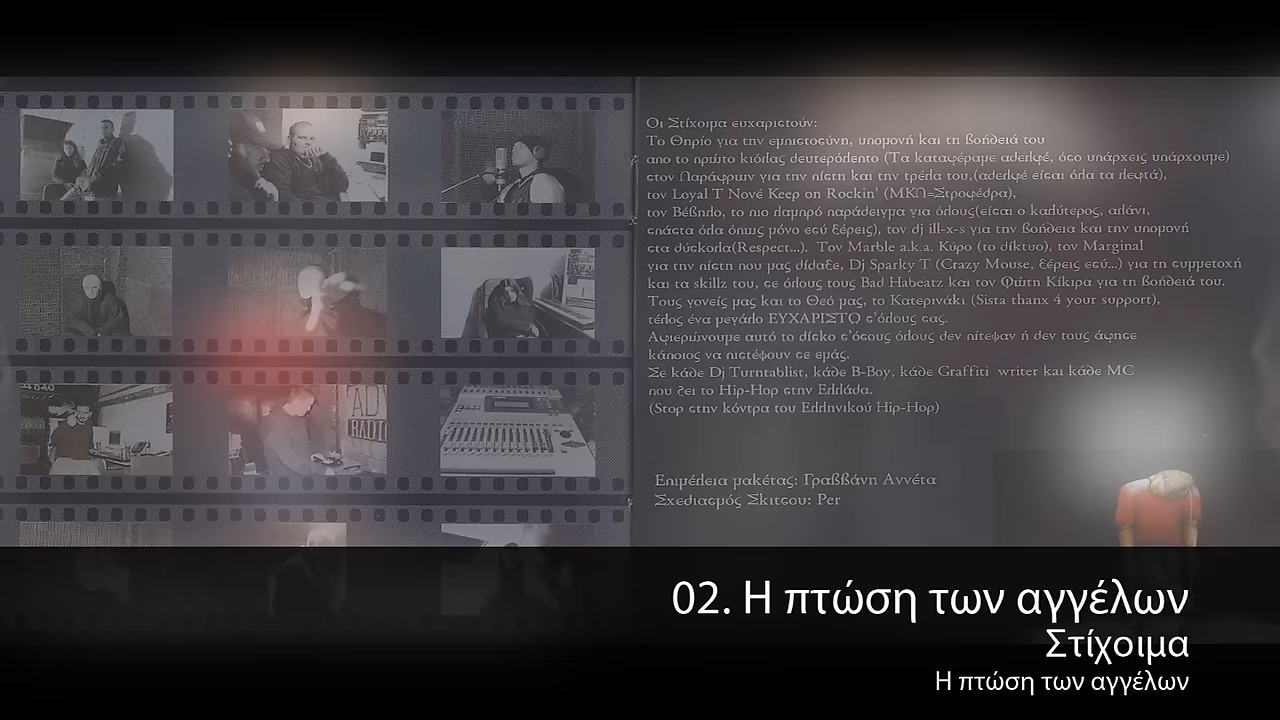 Οι Στίχοιμα ευχαριστούν:
Το Θηρίο για την εμπιστοσύνη, υπομονή και τη βοήθειά του
απο το πρώτο κιόλας δευτερόλεπτο (Τα καταφέραμε αδερφέ, όσο υπάρχεις υπάρχουμε)
στον Παράφρων για την πίστη και την τρέλα του,(αδερφέ είσαι όλα τα λεφτά),
τον Loyal T Nové Keep on Rockin' (ΜΚΩ=Στροφέδρα),
τον Βέβηλο, το πιο λαμπρό παράδειγμα για όλους(είσαι ο καλύτερος, απλάνι,
σπάστα όλα όπως μόνο εσύ ξέρεις), τον dj ill-x-s για την βοήθεια και την υπομονή
στα δύσκολα(Respect...). Τον Marble a.k.a. Κύρο (το δίκτυο), τον Marginal
για την πίστη που μας δίδαξε, Dj Sparky T (Crazy Mouse, ξέρεις εσύ...) για τη συμμετοχή
και τα skillz του, σε όλους τους Bad Habeatz και τον Φώτη Κίκιρα για τη βοήθειά του.
Τους γονείς μας και το Θεό μας, το Κατερινάκι (Sista thanx 4 your support),
τέλος ένα μεγάλο ΕΥΧΑΡΙΣΤΩ σ'όλους σας.
Αφιερώνουμε αυτό το δίσκο σ'όσους όλους δεν πίστεψαν ή δεν τους άφησε
κάποιος να πιστέψουν σε εμάς.
Σε κάθε Dj Turntablist, κάθε B-Boy, κάθε Graffiti writer και κάθε MC
που ζει το Hip-Hop στην Ελλάδα.
(Stop στην κόντρα του Ελληνικού Hip-Hop)
Επιμέλεια μακέτας: Γραββάνη Αννέτα
Σχεδιασμός Σκίτσου: Per
RADIO
02. Η πτώση των αγγέλων
Στίχοιμα
Η πτώση των αγγέλων